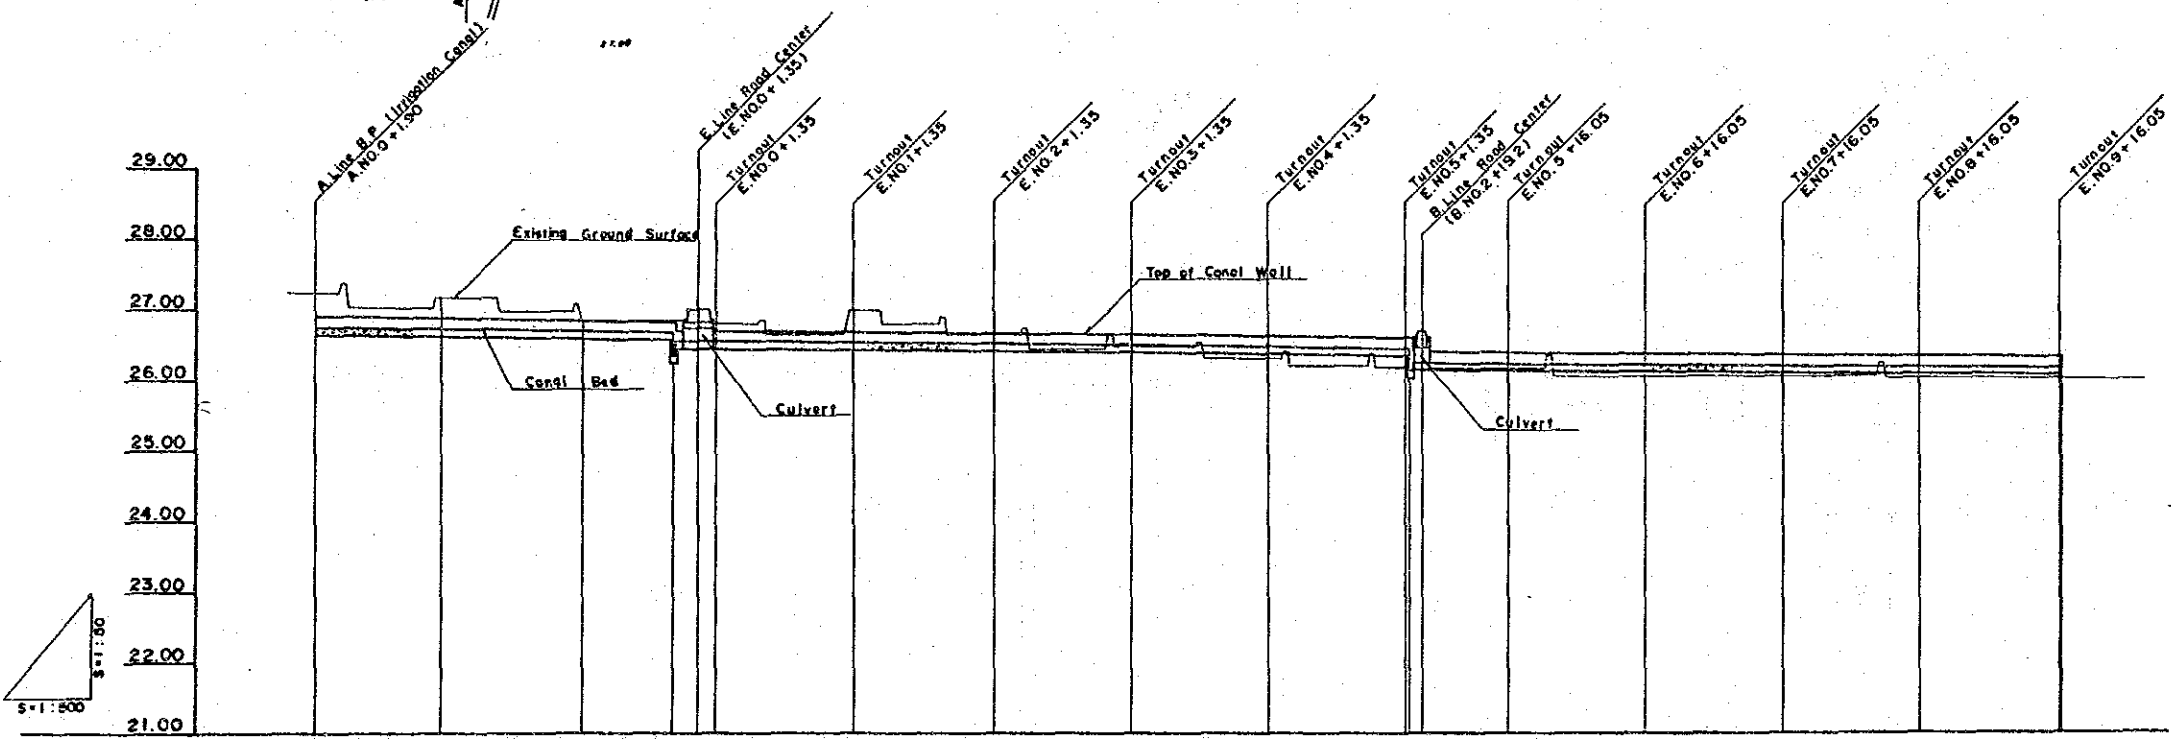 A Line B.P. (Irrigation Canal)
A.NO.0+1.90
27.00
E Line Road Center
(E.NO.0+1.35)
Turnout
E.NO.0+1.35
Turnout
E.NO.1+1.35
Turnout
E.NO.2+1.35
Turnout
E.NO.3+1.35
Turnout
E.NO.4+1.35
Turnout
E.NO.5+1.35
B Line Road Center
(B.NO.2+19.2)
Turnout
E.NO.5+16.05
Turnout
E.NO.6+16.05
Turnout
E.NO.7+16.05
Turnout
E.NO.8+16.05
Turnout
E.NO.9+16.05
29.00
28.00
Existing Ground Surface
Top of Canal Wall
27.00
26.00
Canal Bed
Culvert
Culvert
25.00
24.00
23.00
22.00
21.00
S=1:50
S=1:500